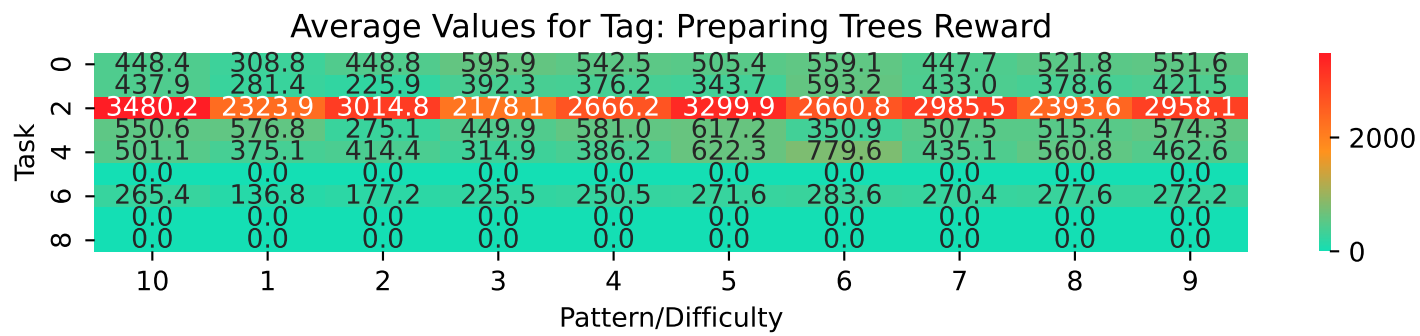 Average Values for Tag: Preparing Trees Reward
0 448.4 308.8 448.8 595.9 542.5 505.4 559.1 447.7 521.8 551.6
437.9 281.4 225.9 392.3 376.2 343.7 593.2 433.0 378.6 421.5
2 3480.2 2323.9 3014.8 2178.1 2666.2 3299.9 2660.8 2985.5 2393.6 2958.1
550.6 576.8 275.1 449.9 581.0 617.2 350.9 507.5 515.4 574.3
4 501.1 375.1 414.4 314.9 386.2 622.3 779.6 435.1 560.8 462.6
0.0 0.0 0.0 0.0 0.0 0.0 0.0 0.0 0.0 0.0
6 265.4 136.8 177.2 225.5 250.5 271.6 283.6 270.4 277.6 272.2
0.0 0.0 0.0 0.0 0.0 0.0 0.0 0.0 0.0 0.0
8 0.0 0.0 0.0 0.0 0.0 0.0 0.0 0.0 0.0 0.0
10 1 2 3 4 5 6 7 8 9
Pattern/Difficulty
Task
2000
0